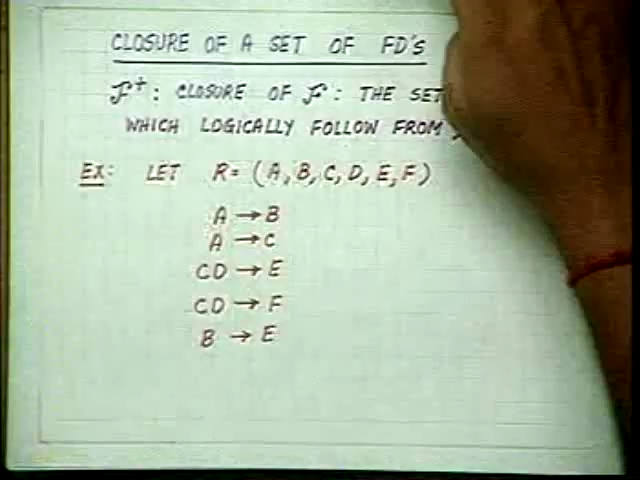 CLOSURE OF A SET OF FD'S
F+: CLOSURE OF F: THE SET
WHICH LOGICALLY FOLLOW FROM
EX: LET R = (A, B, C, D, E, F)
A → B
A → C
CD → E
CD → F
B → E